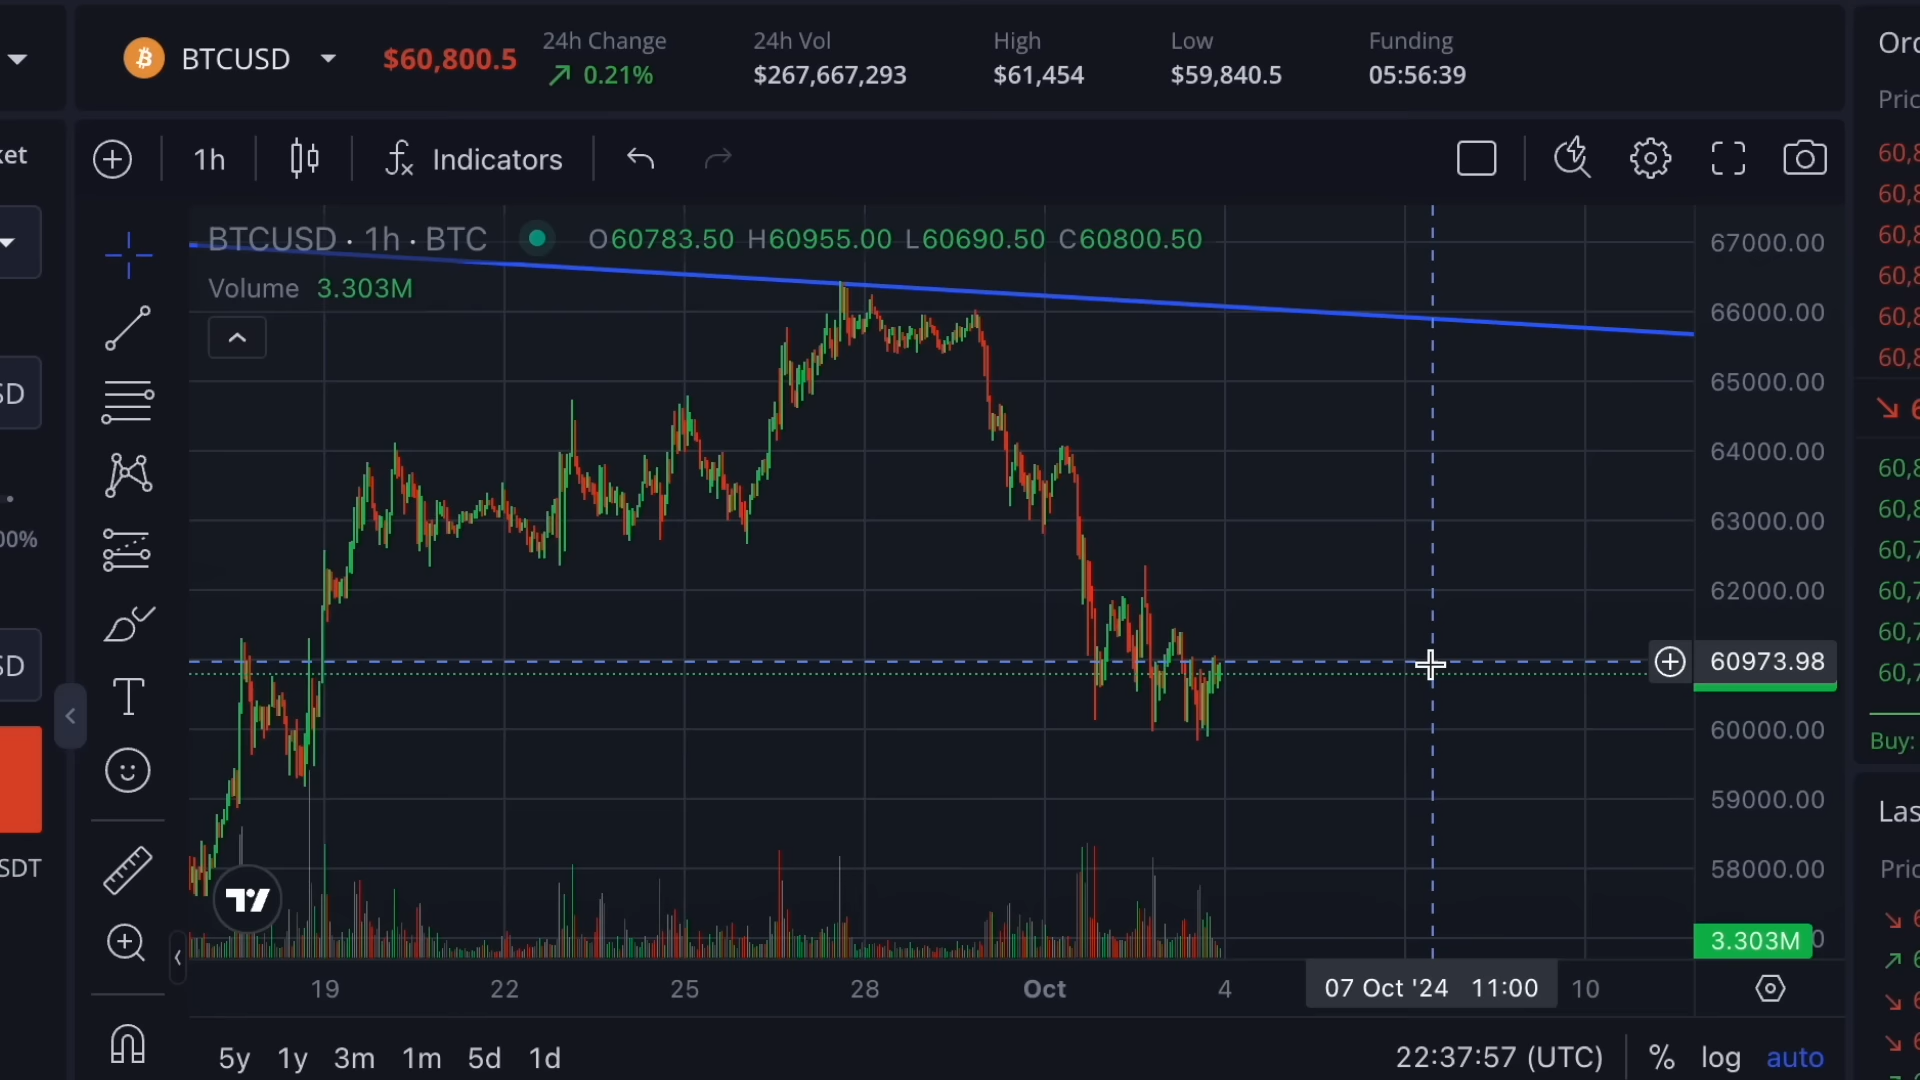 BTCUSD
$60,800.5
24h Change
0.21%
24h Vol
$267,667,293
High
$61,454
Low
$59,840.5
Funding
05:56:39
1h
Indicators
BTCUSD · 1h · BTC
O60783.50 H60955.00 L60690.50 C60800.50
Volume 3.303M
67000.00
66000.00
65000.00
64000.00
63000.00
62000.00
60973.98
60000.00
59000.00
58000.00
3.303M
19
22
25
28
Oct
4
07 Oct '24 11:00
10
5y
1y
3m
1m
5d
1d
22:37:57 (UTC)
%
log
auto
Buy: